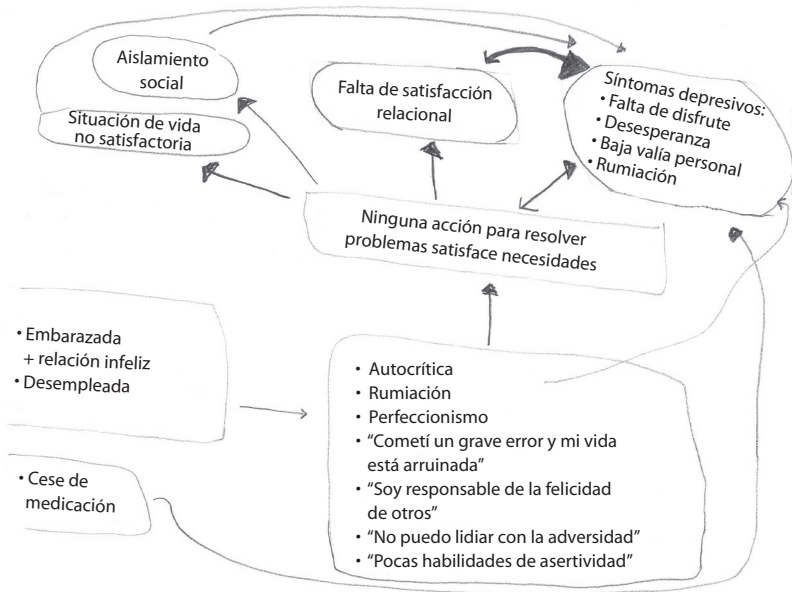 Aislamiento
social
Situación de vida
no satisfactoria
Falta de satisfacción
relacional
Síntomas depresivos:
• Falta de disfrute
• Desesperanza
• Baja valía personal
• Rumiación
Ninguna acción para resolver
problemas satisface necesidades
• Embarazada
+ relación infeliz
• Desempleada
• Cese de
medicación
• Autocrítica
• Rumiación
• Perfeccionismo
• “Cometí un grave error y mi vida
está arruinada”
• “Soy responsable de la felicidad
de otros”
• “No puedo lidiar con la adversidad”
• “Pocas habilidades de asertividad”